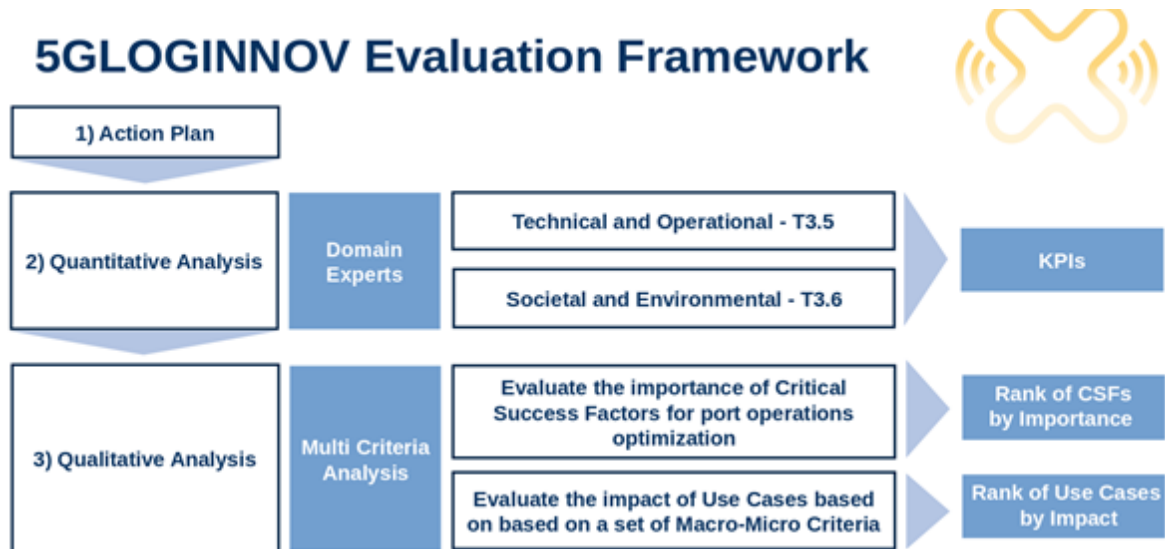 5GLOGINNOV Evaluation Framework
1) Action Plan
2) Quantitative Analysis
Domain
Experts
Technical and Operational - T3.5
Societal and Environmental - T3.6
KPIs
3) Qualitative Analysis
Multi Criteria
Analysis
Evaluate the importance of Critical
Success Factors for port operations
optimization
Rank of CSFs
by Importance
Evaluate the impact of Use Cases based
on based on a set of Macro-Micro Criteria
Rank of Use Cases
by Impact